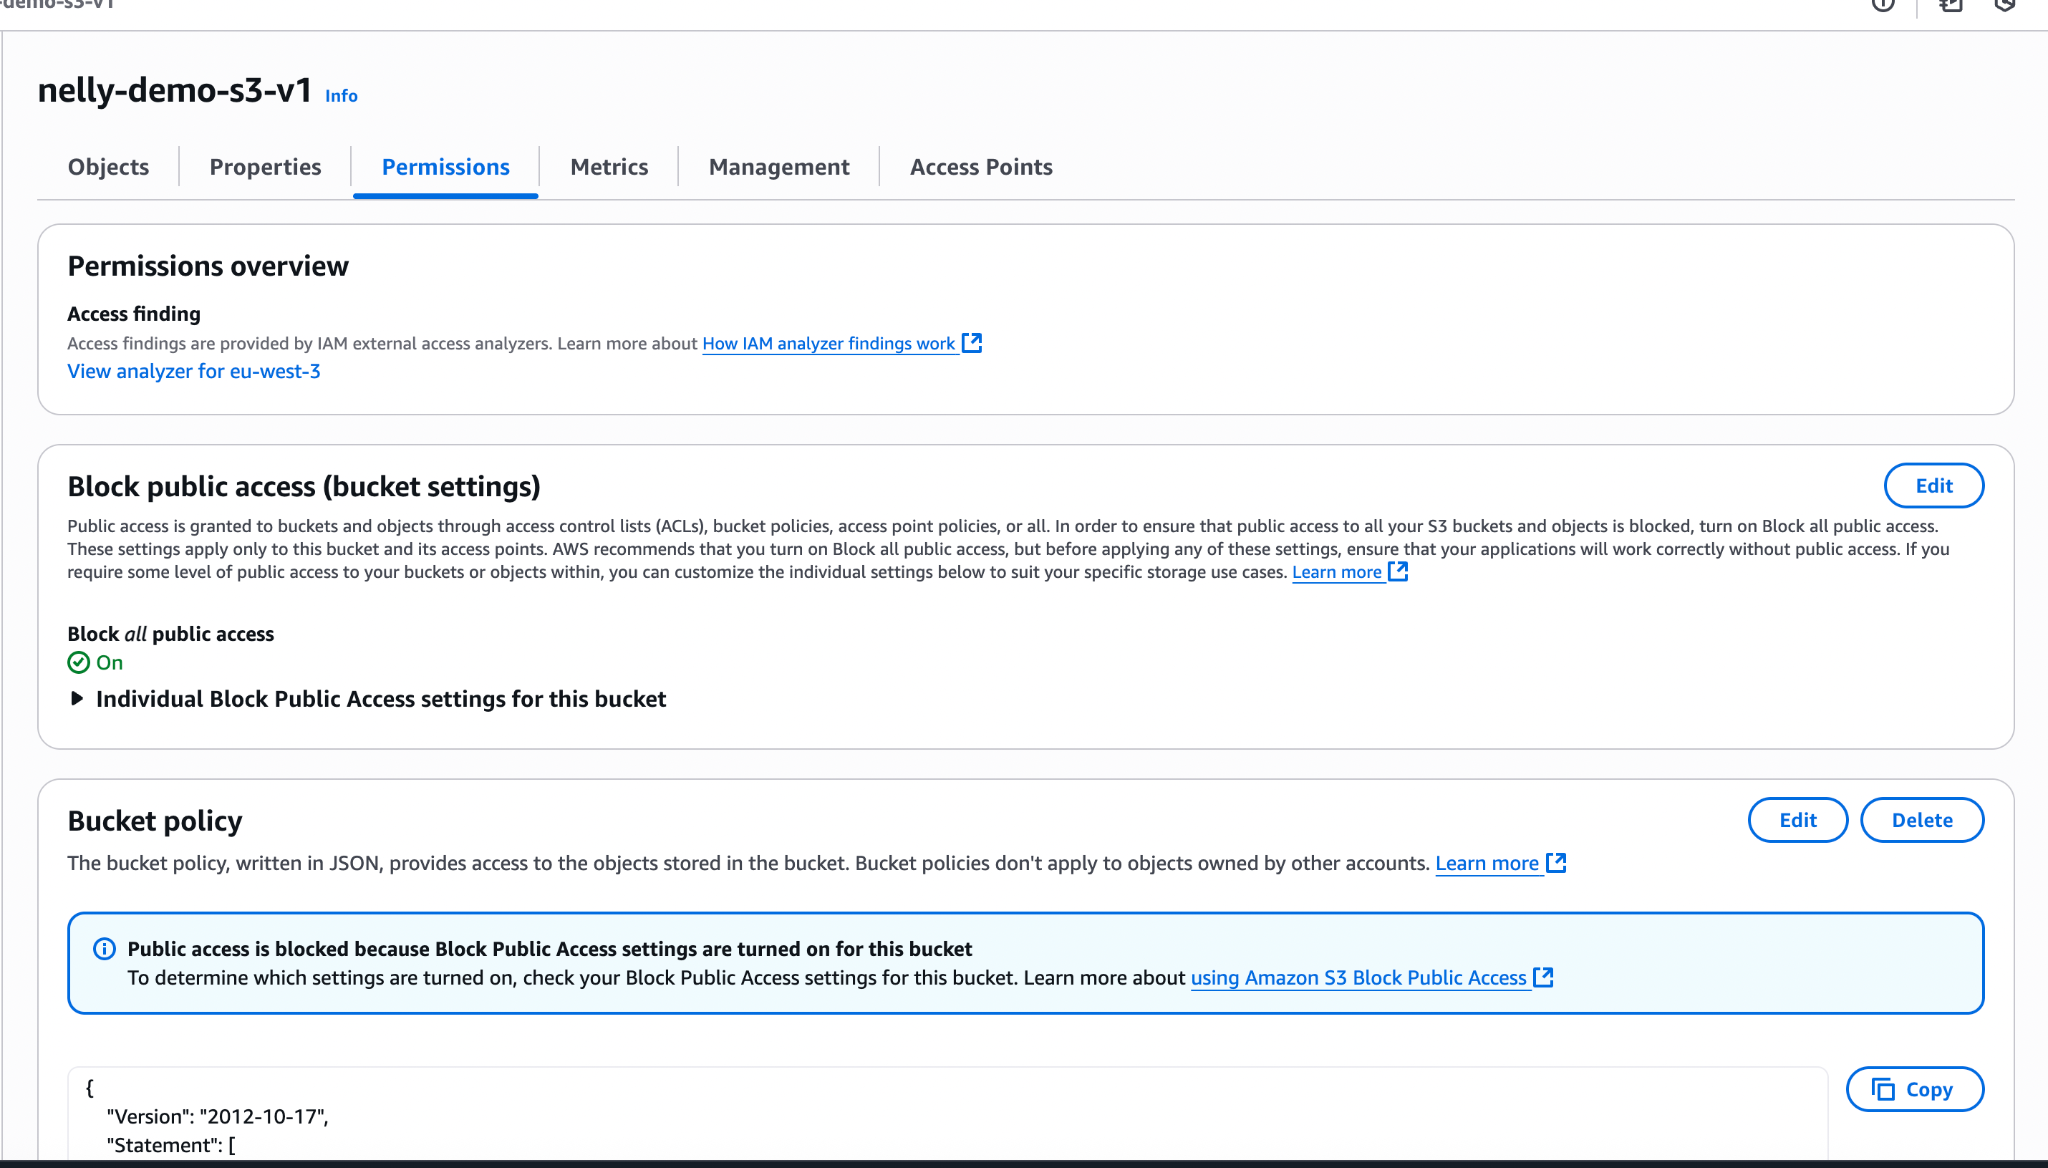 -demo-s3-v1
nelly-demo-s3-v1 Info
Objects
Properties
Permissions
Metrics
Management
Access Points
Permissions overview
Access finding
Access findings are provided by IAM external access analyzers. Learn more about How IAM analyzer findings work
View analyzer for eu-west-3
Block public access (bucket settings)
Edit
Public access is granted to buckets and objects through access control lists (ACLs), bucket policies, access point policies, or all. In order to ensure that public access to all your S3 buckets and objects is blocked, turn on Block all public access.
These settings apply only to this bucket and its access points. AWS recommends that you turn on Block all public access, but before applying any of these settings, ensure that your applications will work correctly without public access. If you
require some level of public access to your buckets or objects within, you can customize the individual settings below to suit your specific storage use cases. Learn more
Block all public access
On
Individual Block Public Access settings for this bucket
Bucket policy
Edit
Delete
The bucket policy, written in JSON, provides access to the objects stored in the bucket. Bucket policies don't apply to objects owned by other accounts. Learn more
Public access is blocked because Block Public Access settings are turned on for this bucket
To determine which settings are turned on, check your Block Public Access settings for this bucket. Learn more about using Amazon S3 Block Public Access
Copy
{
"Version": "2012-10-17",
"Statement": [